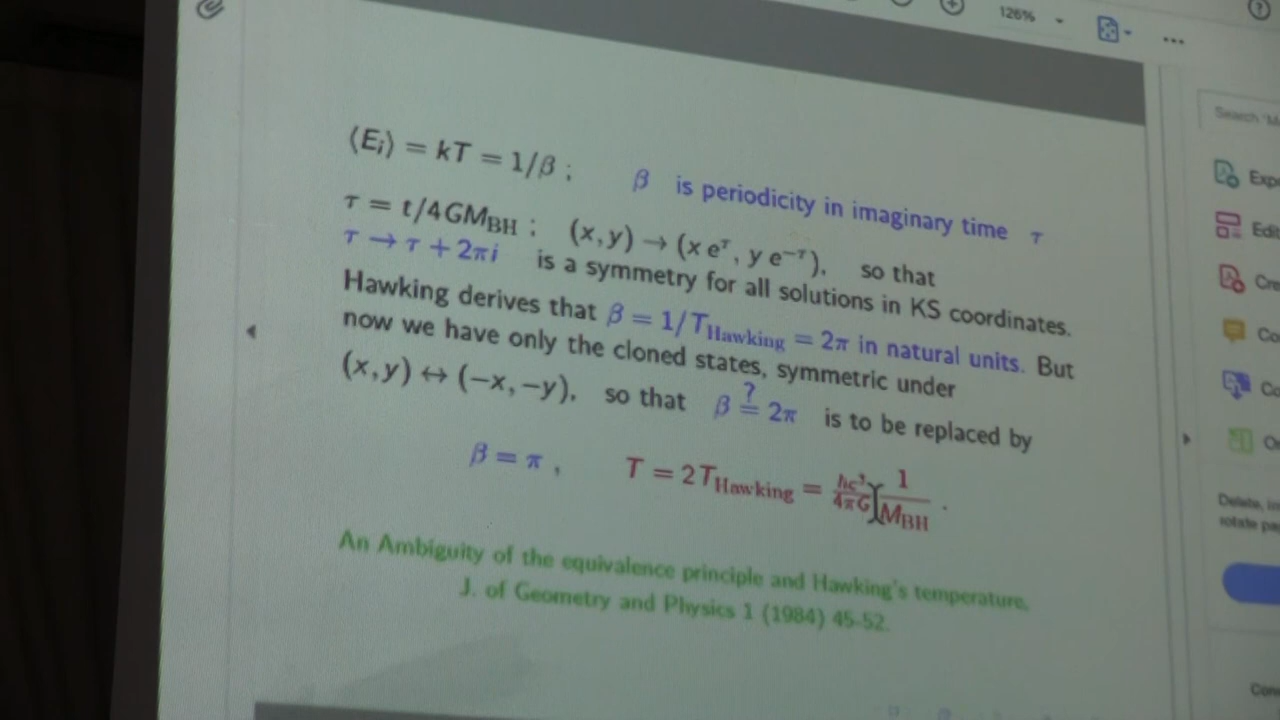 126%
⟨E_i⟩ = kT = 1/β ; β is periodicity in imaginary time τ
τ = t/4GM_BH ; (x, y) → (x e^τ, y e^−τ), so that
τ → τ + 2πi is a symmetry for all solutions in KS coordinates.
Hawking derives that β = 1/T_Hawking = 2π in natural units. But
now we have only the cloned states, symmetric under
(x, y) ↔ (−x, −y), so that β ≟ 2π is to be replaced by
β = π , T = 2T_Hawking = ħc³/4πG 1/M_BH .
An Ambiguity of the equivalence principle and Hawking's temperature,
J. of Geometry and Physics 1 (1984) 45-52.
Search
Delete,